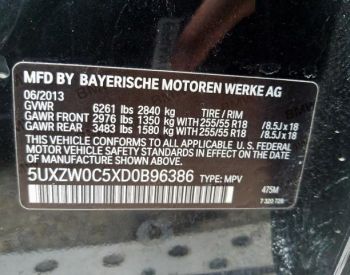 MFD BY BAYERISCHE MOTOREN WERKE AG
06/2013
GVWR 6261 lbs 2840 kg TIRE / RIM
GAWR FRONT 2976 lbs 1350 kg WITH 255/55 R18 /8.5J x 18
GAWR REAR 3483 lbs 1580 kg WITH 255/55 R18 /8.5J x 18
THIS VEHICLE CONFORMS TO ALL APPLICABLE U.S. FEDERAL
MOTOR VEHICLE SAFETY STANDARDS IN EFFECT
ON THE DATE OF MANUFACTURE SHOWN ABOVE.
5UXZW0C5XD0B96386 TYPE: MPV 475M
7 320 728